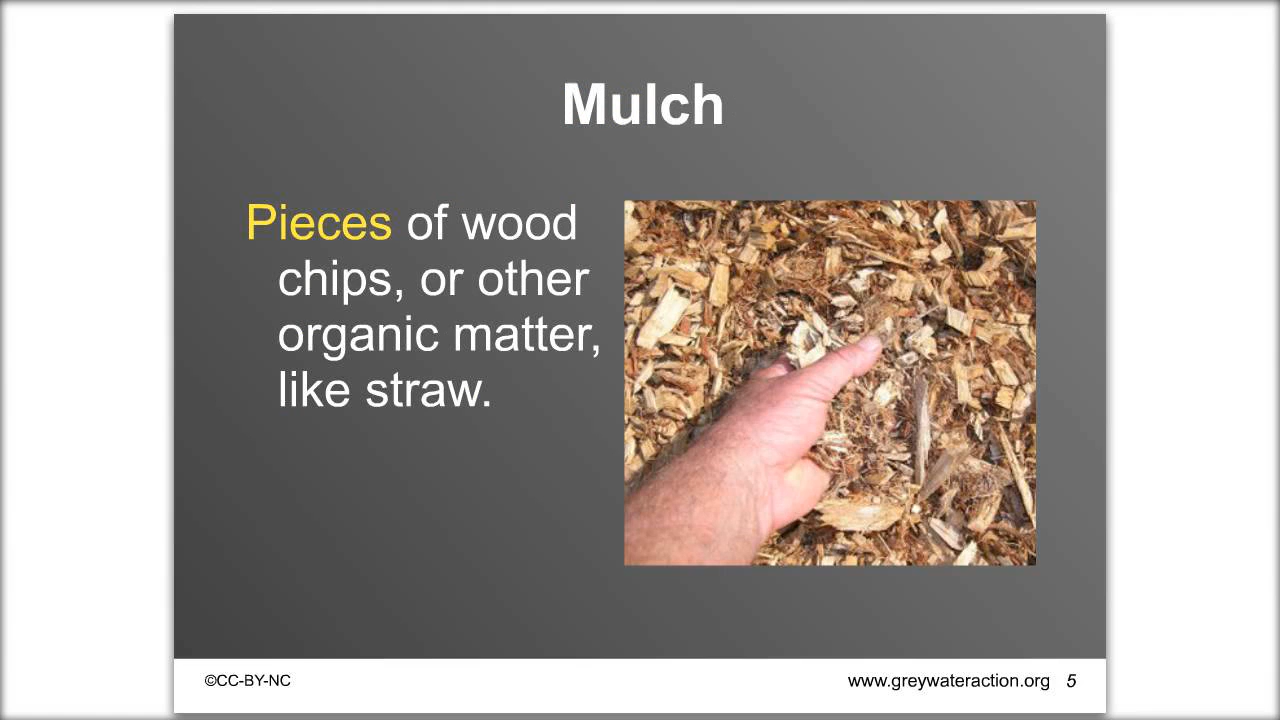 Mulch
Pieces of wood
chips, or other
organic matter,
like straw.
©CC-BY-NC
www.greywateraction.org 5